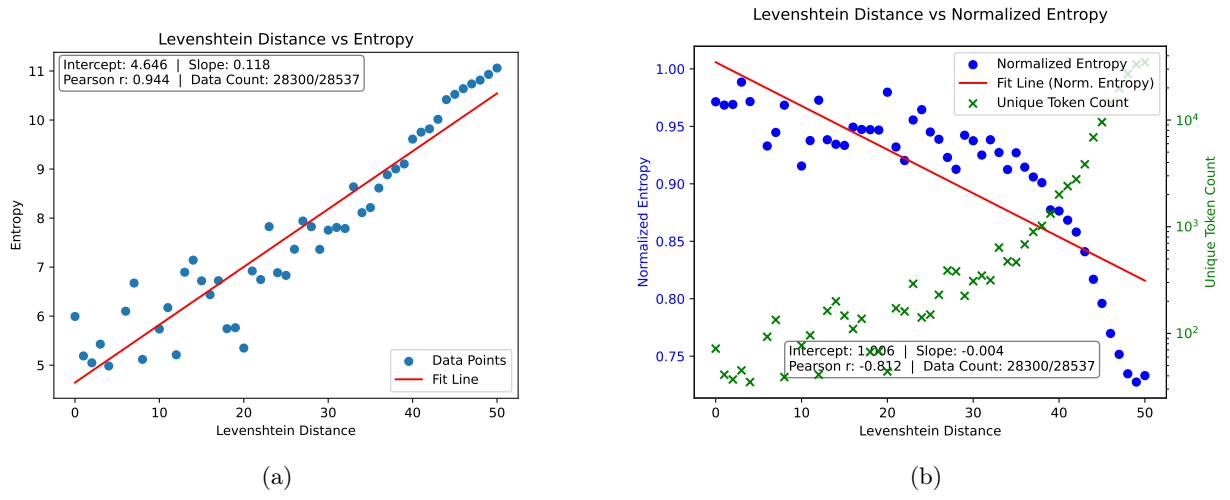 Levenshtein Distance vs Entropy
Intercept: 4.646 | Slope: 0.118
Pearson r: 0.944 | Data Count: 28300/28537
Entropy
11
10
9
8
7
6
5
Data Points
Fit Line
0 10 20 30 40 50
Levenshtein Distance
(a)
Levenshtein Distance vs Normalized Entropy
Normalized Entropy
Fit Line (Norm. Entropy)
Unique Token Count
Normalized Entropy
1.00
0.95
0.90
0.85
0.80
0.75
Intercept: 1.006 | Slope: -0.004
Pearson r: -0.812 | Data Count: 28300/28537
10⁴
10³
10²
Unique Token Count
0 10 20 30 40 50
Levenshtein Distance
(b)